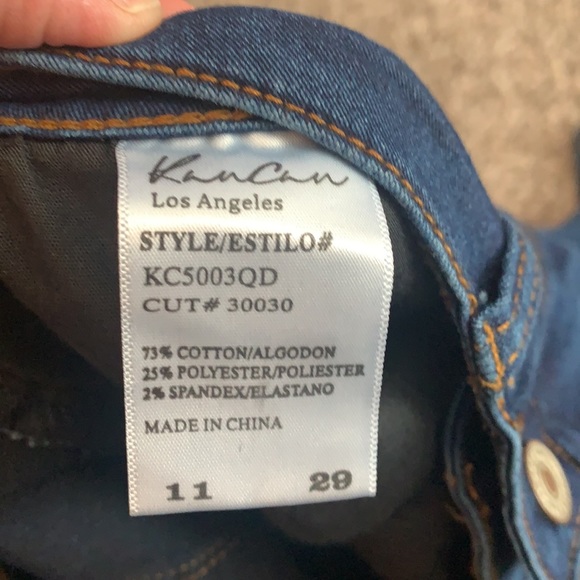 KanCan
Los Angeles
STYLE/ESTILO#
KC5003QD
CUT# 30030
73% COTTON/ALGODON
25% POLYESTER/POLIESTER
2% SPANDEX/ELASTANO
MADE IN CHINA
11 29